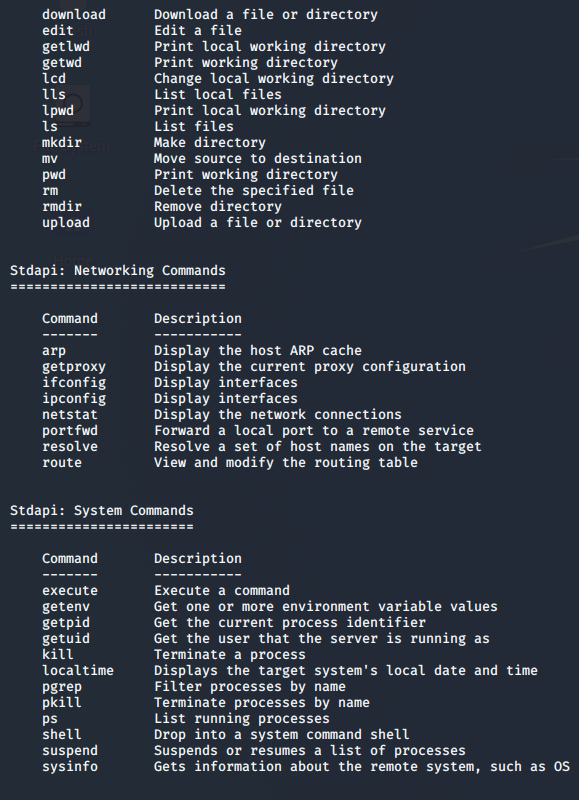 download      Download a file or directory
edit          Edit a file
getlwd        Print local working directory
getwd         Print working directory
lcd           Change local working directory
lls           List local files
lpwd          Print local working directory
ls            List files
mkdir         Make directory
mv            Move source to destination
pwd           Print working directory
rm            Delete the specified file
rmdir         Remove directory
upload        Upload a file or directory
Stdapi: Networking Commands
===========================
Command       Description
-------       -----------
arp           Display the host ARP cache
getproxy      Display the current proxy configuration
ifconfig      Display interfaces
ipconfig      Display interfaces
netstat       Display the network connections
portfwd       Forward a local port to a remote service
resolve       Resolve a set of host names on the target
route         View and modify the routing table
Stdapi: System Commands
=======================
Command       Description
-------       -----------
execute       Execute a command
getenv        Get one or more environment variable values
getpid        Get the current process identifier
getuid        Get the user that the server is running as
kill          Terminate a process
localtime     Displays the target system's local date and time
pgrep         Filter processes by name
pkill         Terminate processes by name
ps            List running processes
shell         Drop into a system command shell
suspend       Suspends or resumes a list of processes
sysinfo       Gets information about the remote system, such as OS